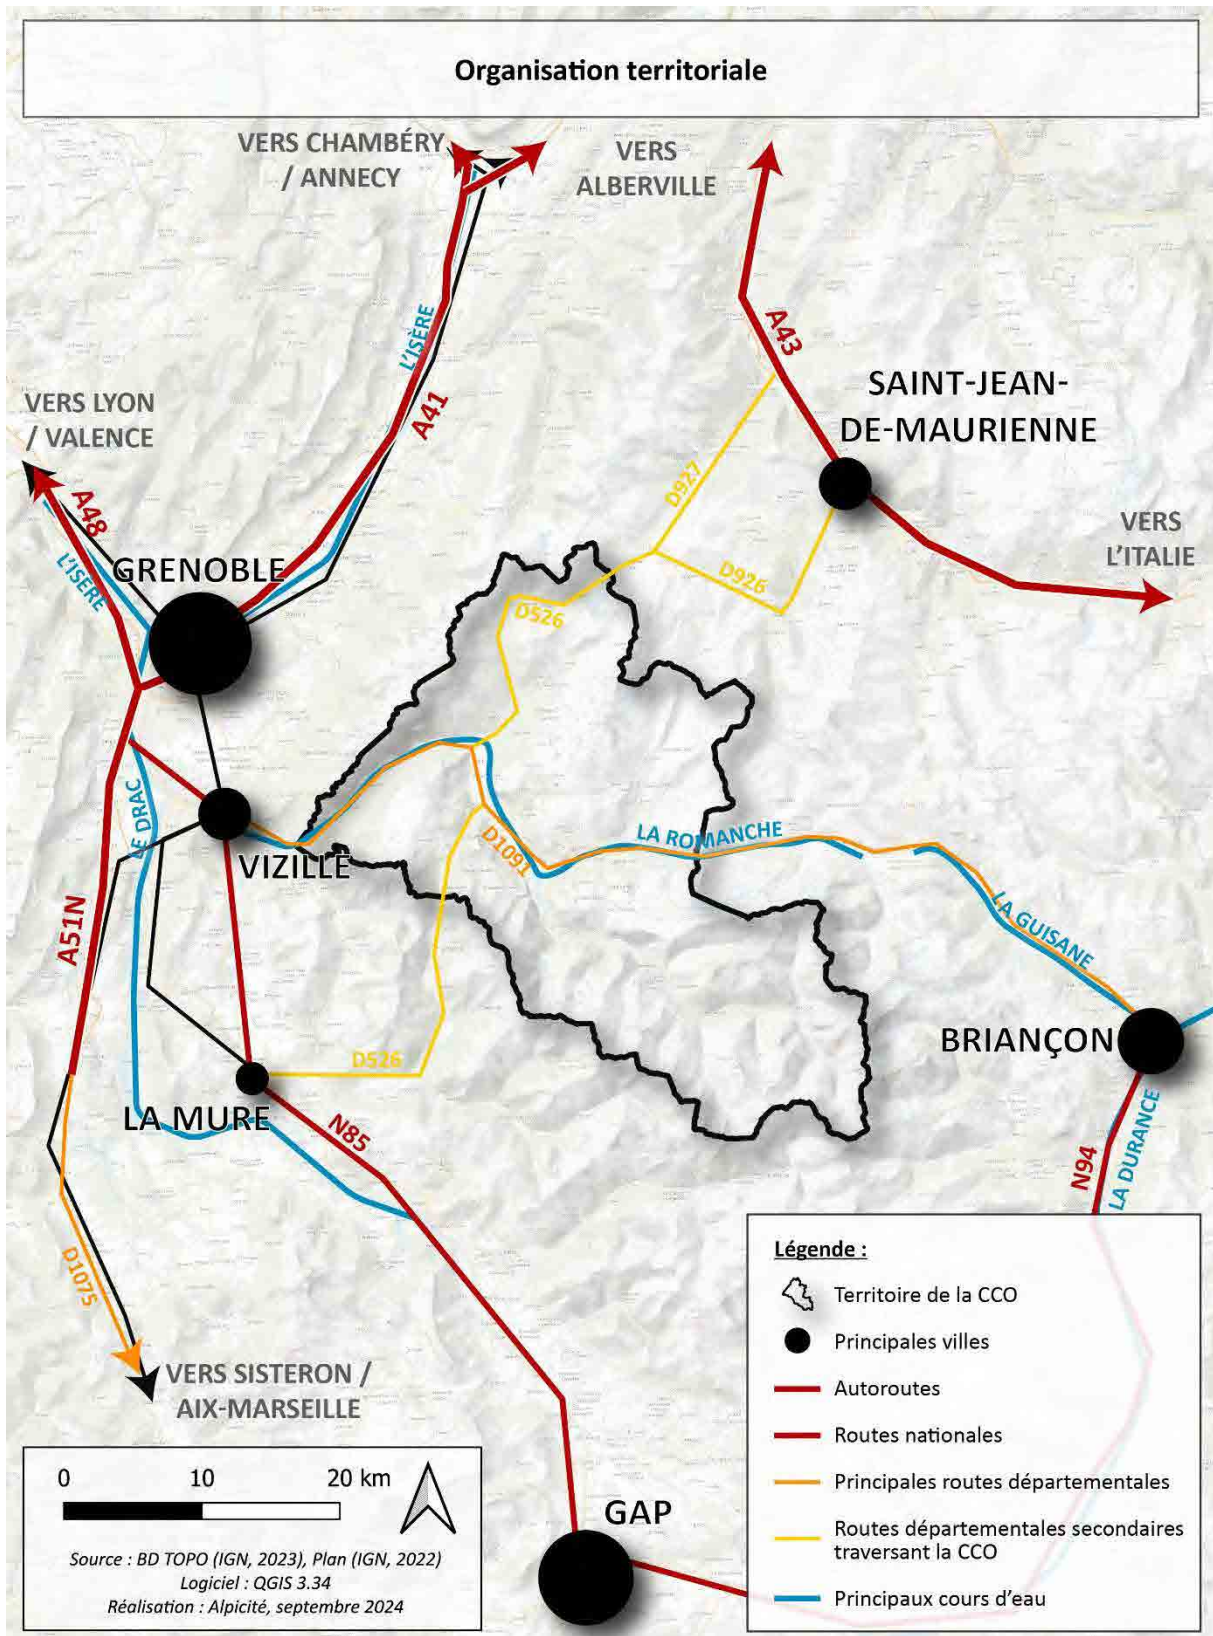 Organisation territoriale
VERS CHAMBÉRY
/ ANNECY
VERS
ALBERVILLE
L'ISÈRE
A41
A43
SAINT-JEAN-
DE-MAURIENNE
VERS LYON
/ VALENCE
A48
L'ISÈRE
GRENOBLE
D927
D926
D526
VERS
L'ITALIE
LE DRAC
VIZILLE
D1091
LA ROMANCHE
LA GUISANE
A51N
BRIANÇON
D526
LA MURE
N85
N94
LA DURANCE
D1075
VERS SISTERON /
AIX-MARSEILLE
GAP
Légende :
Territoire de la CCO
Principales villes
Autoroutes
Routes nationales
Principales routes départementales
Routes départementales secondaires
traversant la CCO
Principaux cours d'eau
0 10 20 km
Source : BD TOPO (IGN, 2023), Plan (IGN, 2022)
Logiciel : QGIS 3.34
Réalisation : Alpicité, septembre 2024